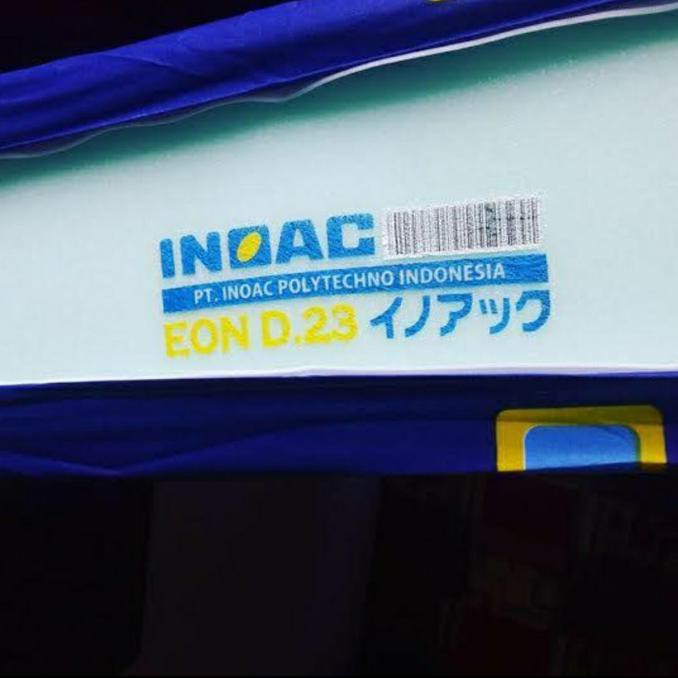 INOAC
PT. INOAC POLYTECHNO INDONESIA
EON D.23 イノアック